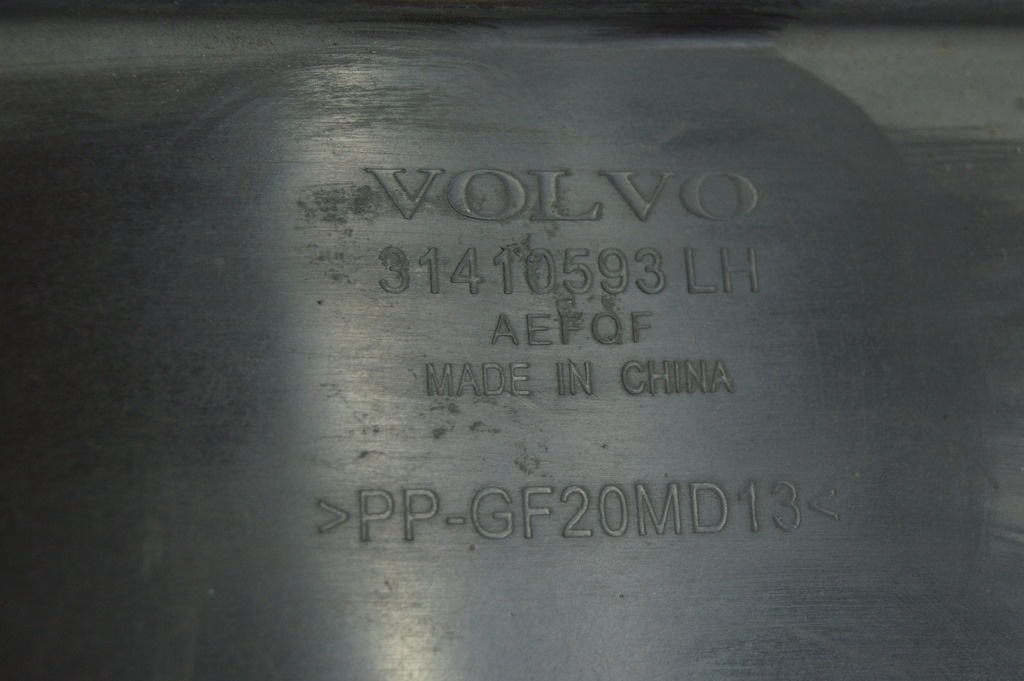 VOLVO
31410593 LH
AEFQF
MADE IN CHINA
>PP-GF20MD13<